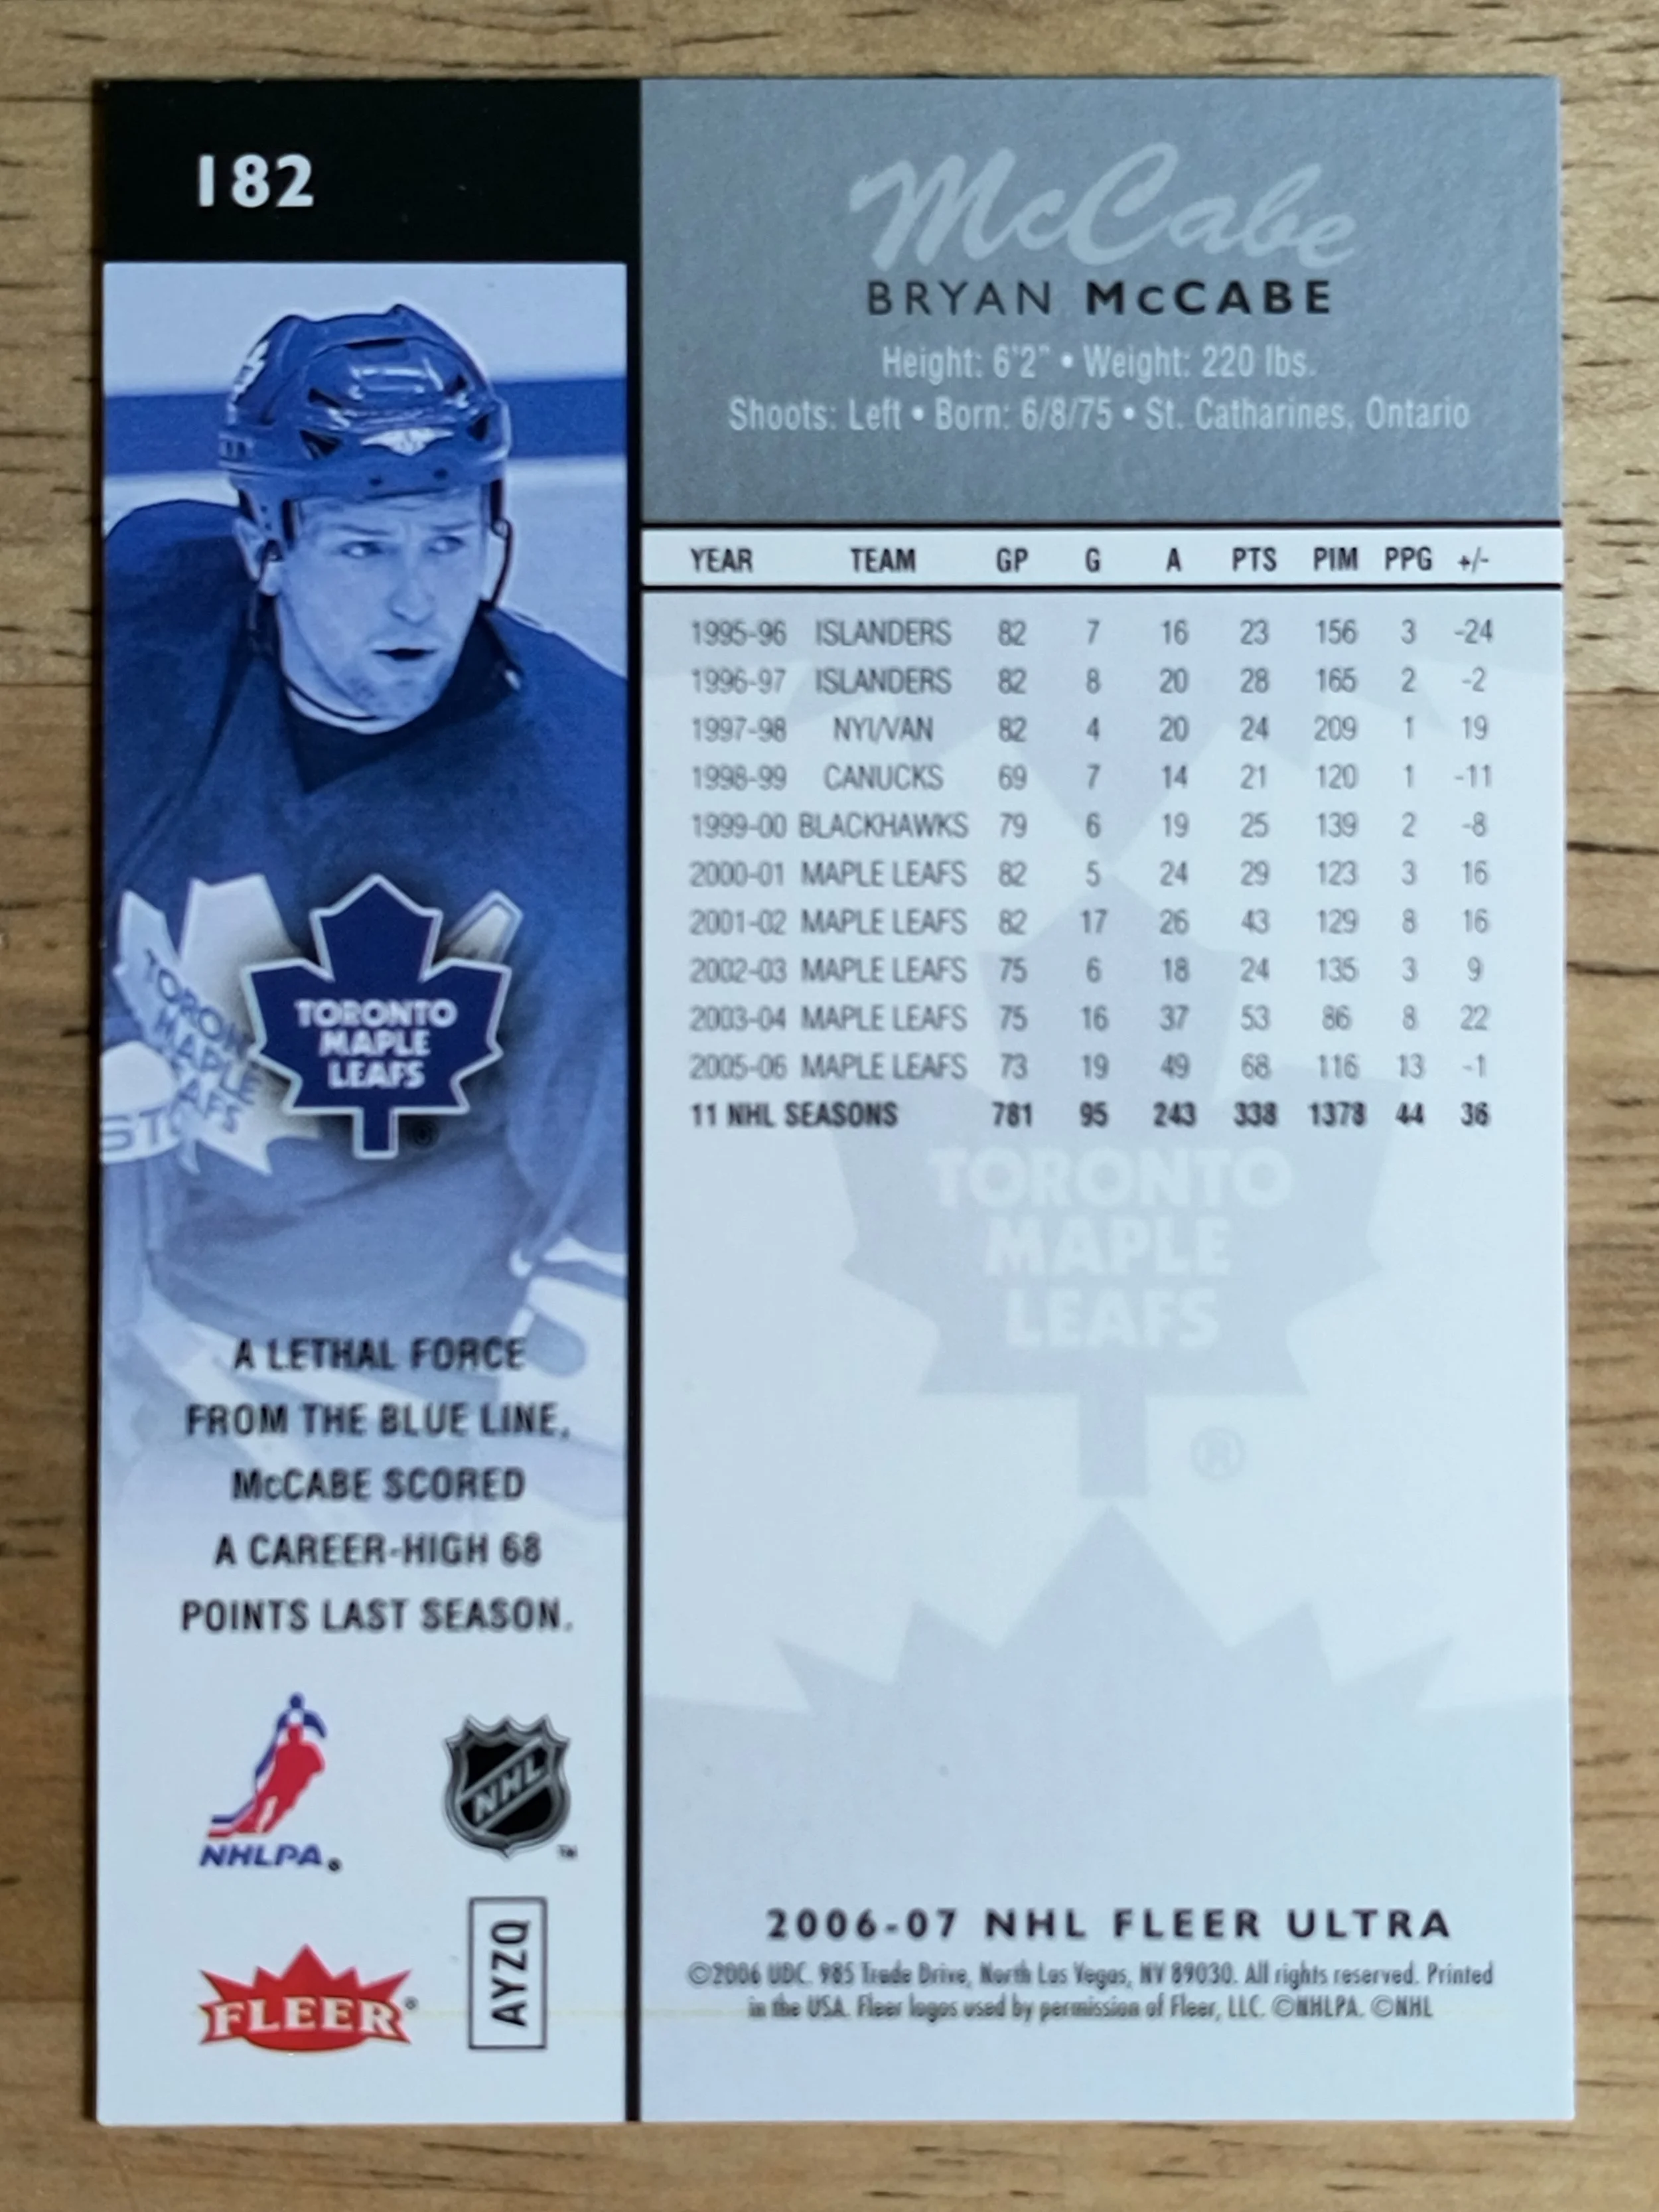 182
McCabe
BRYAN McCABE
Height: 6'2" • Weight: 220 lbs.
Shoots: Left • Born: 6/8/75 • St. Catharines, Ontario
YEAR TEAM GP G A PTS PIM PPG +/-
1995-96 ISLANDERS 82 7 16 23 156 3 -24
1996-97 ISLANDERS 82 8 20 28 165 2 -2
1997-98 NYI/VAN 82 4 20 24 209 1 19
1998-99 CANUCKS 69 7 14 21 120 1 -11
1999-00 BLACKHAWKS 79 6 19 25 139 2 -8
2000-01 MAPLE LEAFS 82 5 24 29 123 3 16
2001-02 MAPLE LEAFS 82 17 26 43 129 8 16
2002-03 MAPLE LEAFS 75 6 18 24 135 3 9
2003-04 MAPLE LEAFS 75 16 37 53 86 8 22
2005-06 MAPLE LEAFS 73 19 49 68 116 13 -1
11 NHL SEASONS 781 95 243 338 1378 44 36
TORONTO
MAPLE
LEAFS
®
TORONTO
MAPLE
LEAFS
®
A LETHAL FORCE
FROM THE BLUE LINE,
McCABE SCORED
A CAREER-HIGH 68
POINTS LAST SEASON.
NHLPA®
NHL™
FLEER®
AYZQ
2006-07 NHL FLEER ULTRA
©2006 UDC. 985 Trade Drive, North Las Vegas, NV 89030. All rights reserved. Printed
in the USA. Fleer logos used by permission of Fleer, LLC. ©NHLPA. ©NHL